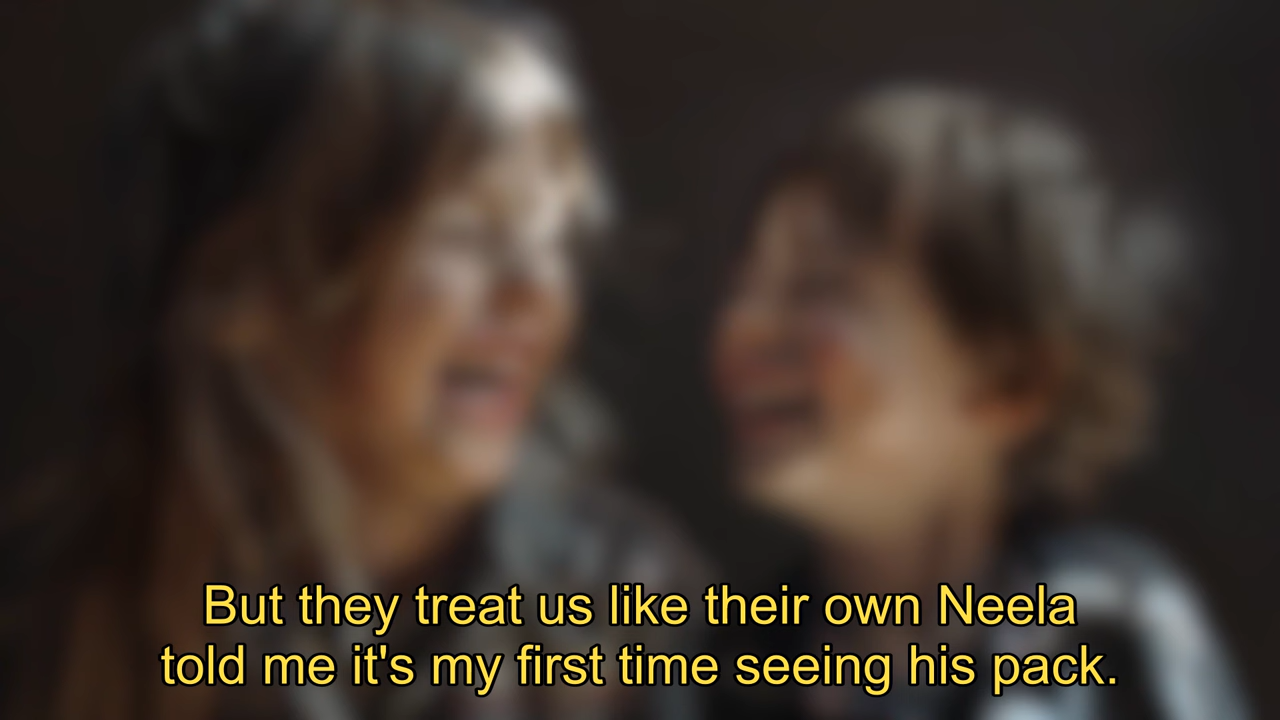 But they treat us like their own Neela
told me it's my first time seeing his pack.